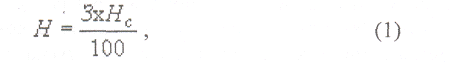 H = 3xH_c / 100 , (1)